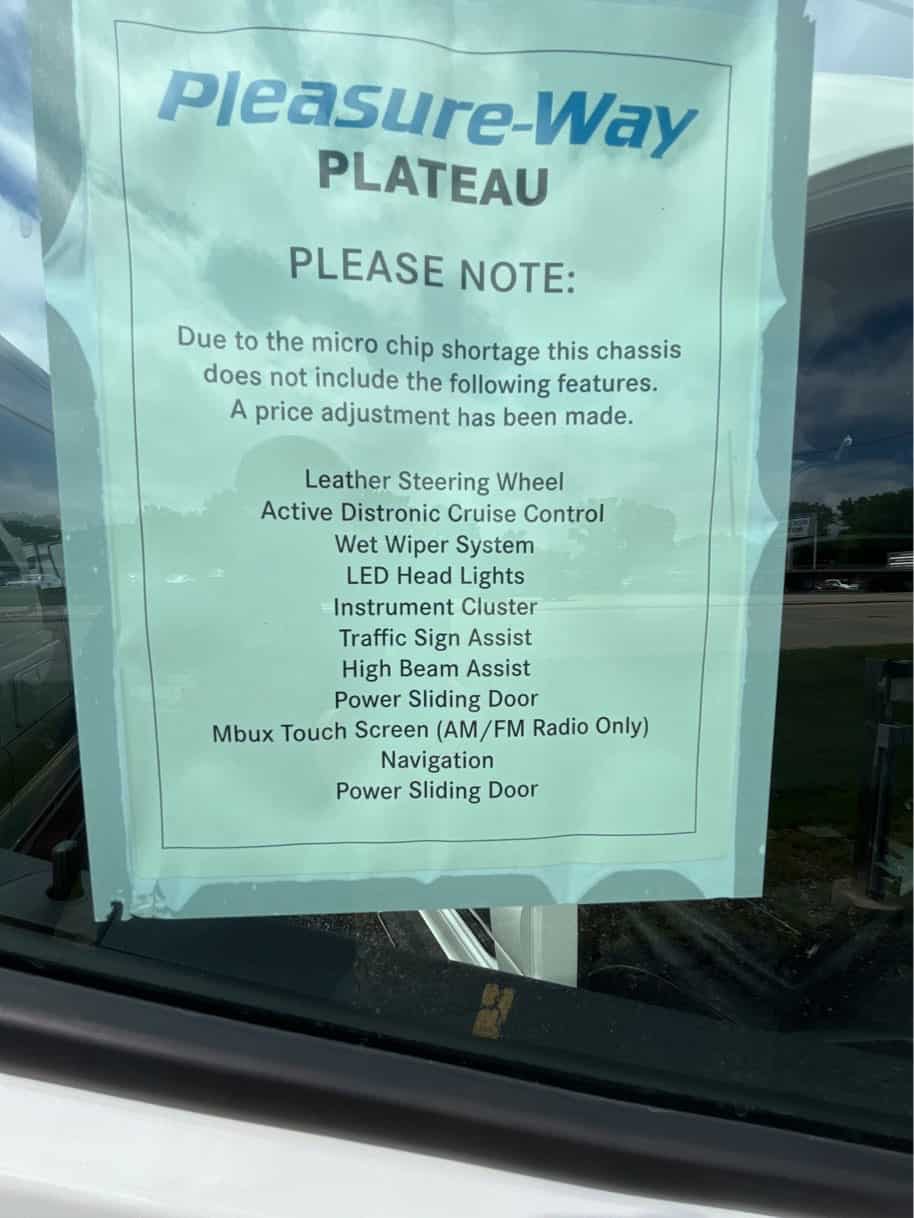 Pleasure-Way
PLATEAU
PLEASE NOTE:
Due to the micro chip shortage this chassis
does not include the following features.
A price adjustment has been made.
Leather Steering Wheel
Active Distronic Cruise Control
Wet Wiper System
LED Head Lights
Instrument Cluster
Traffic Sign Assist
High Beam Assist
Power Sliding Door
Mbux Touch Screen (AM/FM Radio Only)
Navigation
Power Sliding Door